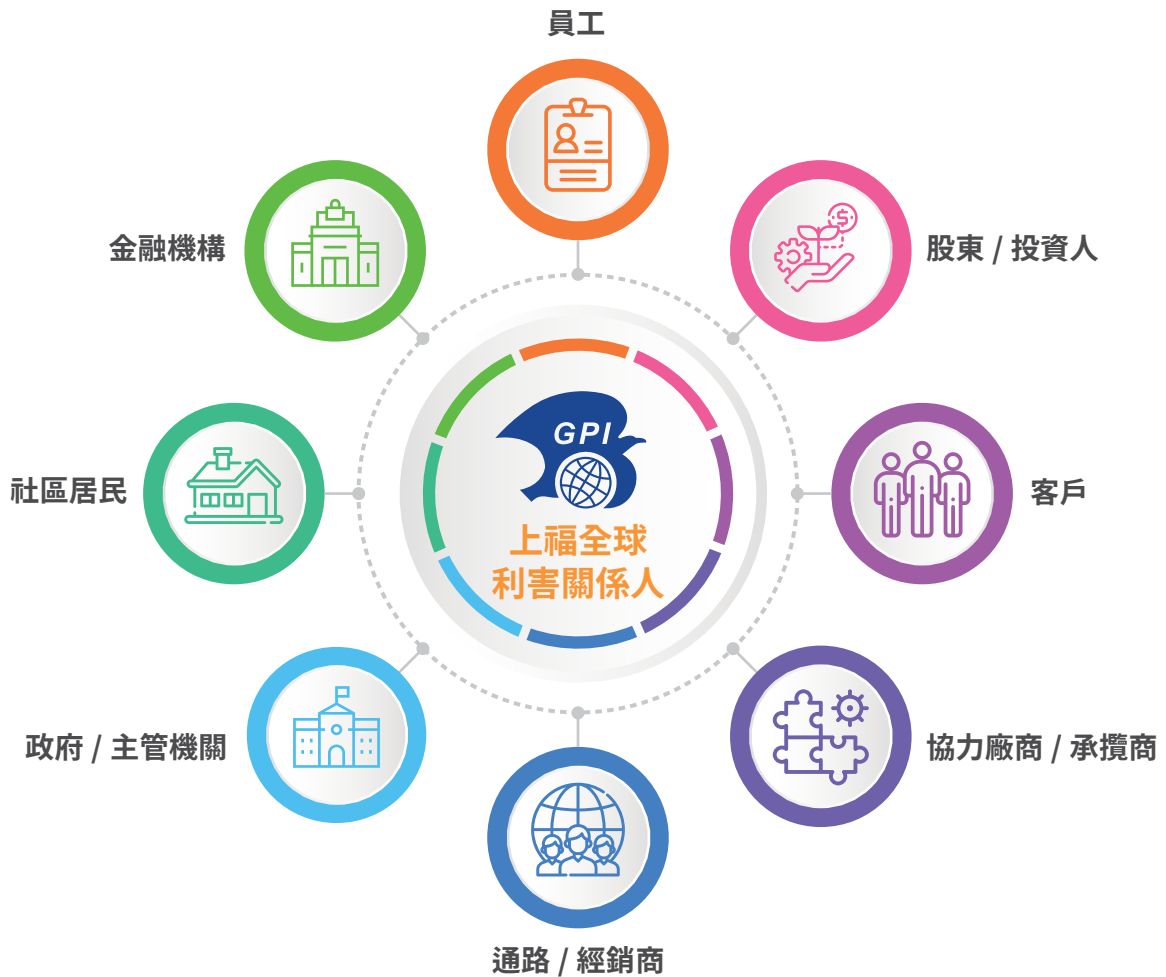 員工
金融機構
股東 / 投資人
GPI
社區居民
客戶
上福全球
利害關係人
政府 / 主管機關
協力廠商 / 承攬商
通路 / 經銷商